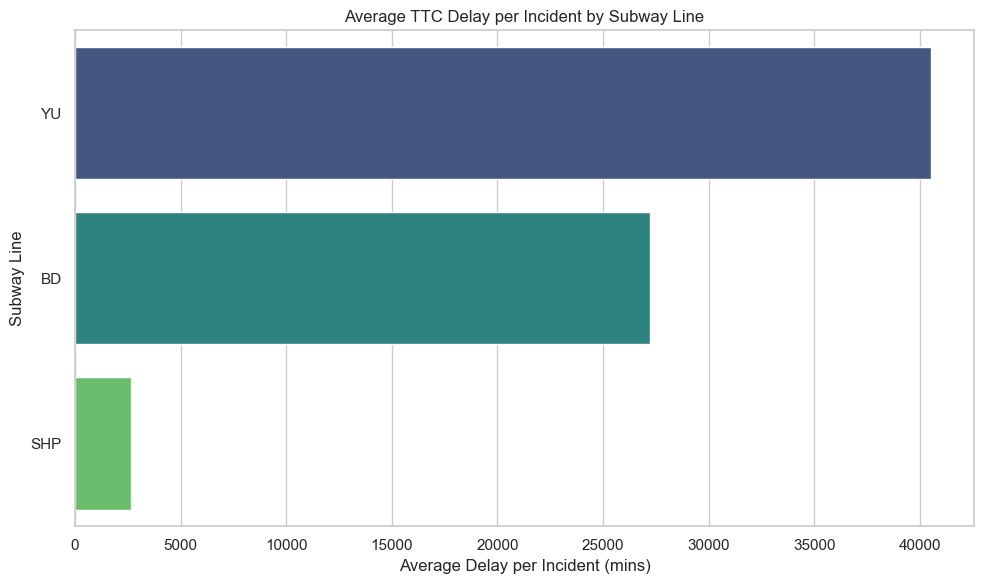 Average TTC Delay per Incident by Subway Line
Subway Line
YU
BD
SHP
0 5000 10000 15000 20000 25000 30000 35000 40000
Average Delay per Incident (mins)